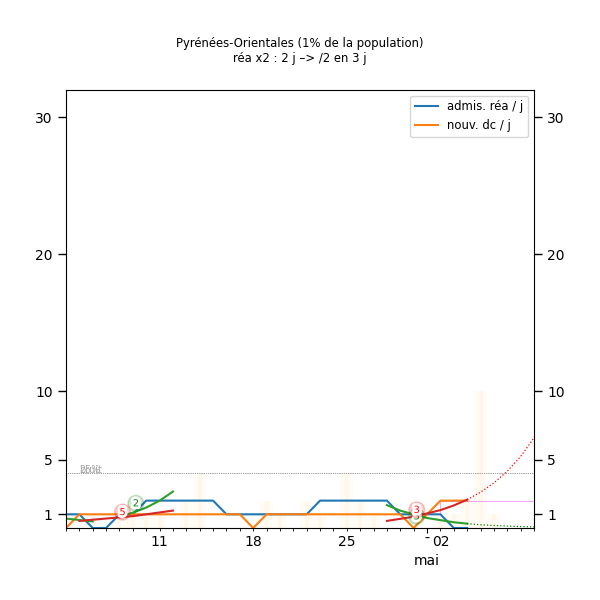 Pyrénées-Orientales (1% de la population)
réa x2 : 2 j –> /2 en 3 j
admis. réa / j
nouv. dc / j
30 30
20 20
10 10
5 5
1 1
2
5
3
11 18 25 02
mai